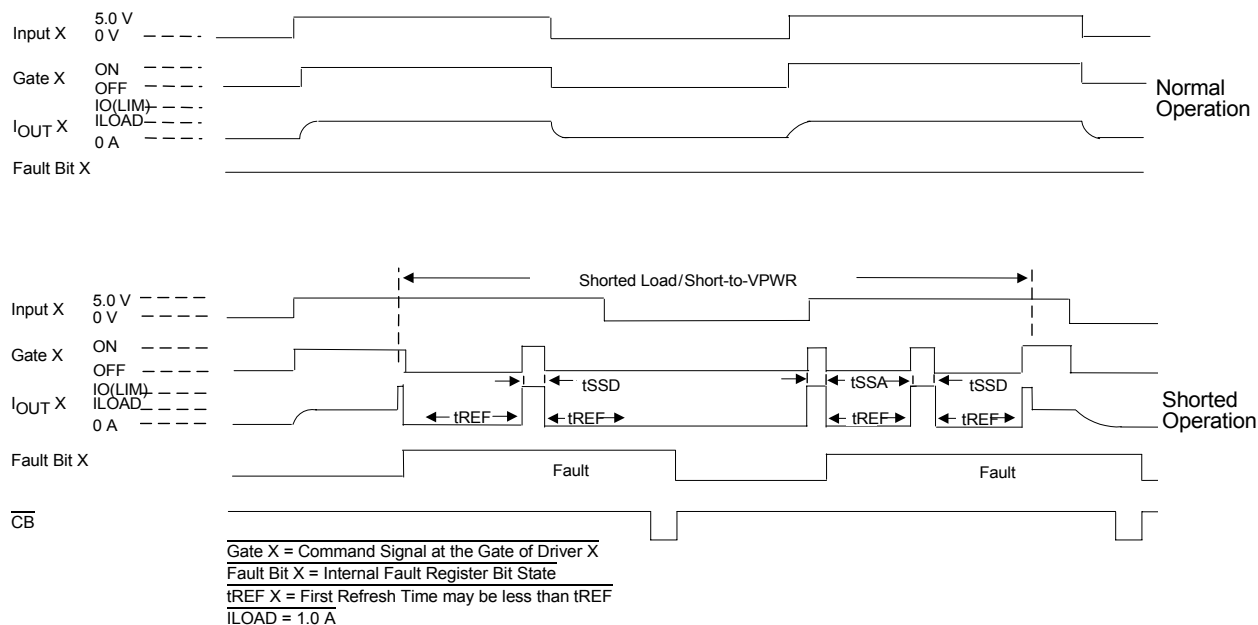 5.0 V
Input X
0 V
ON
Gate X
OFF
IO(LIM)
ILOAD
IOUT X
0 A
Fault Bit X
Normal
Operation
Shorted Load/Short-to-VPWR
5.0 V
Input X
0 V
ON
Gate X
OFF
IO(LIM)
ILOAD
IOUT X
0 A
tSSD
tSSA
tSSD
tREF
tREF
tREF
tREF
Shorted
Operation
Fault Bit X
Fault
Fault
CB
Gate X = Command Signal at the Gate of Driver X
Fault Bit X = Internal Fault Register Bit State
tREF X = First Refresh Time may be less than tREF
ILOAD = 1.0 A